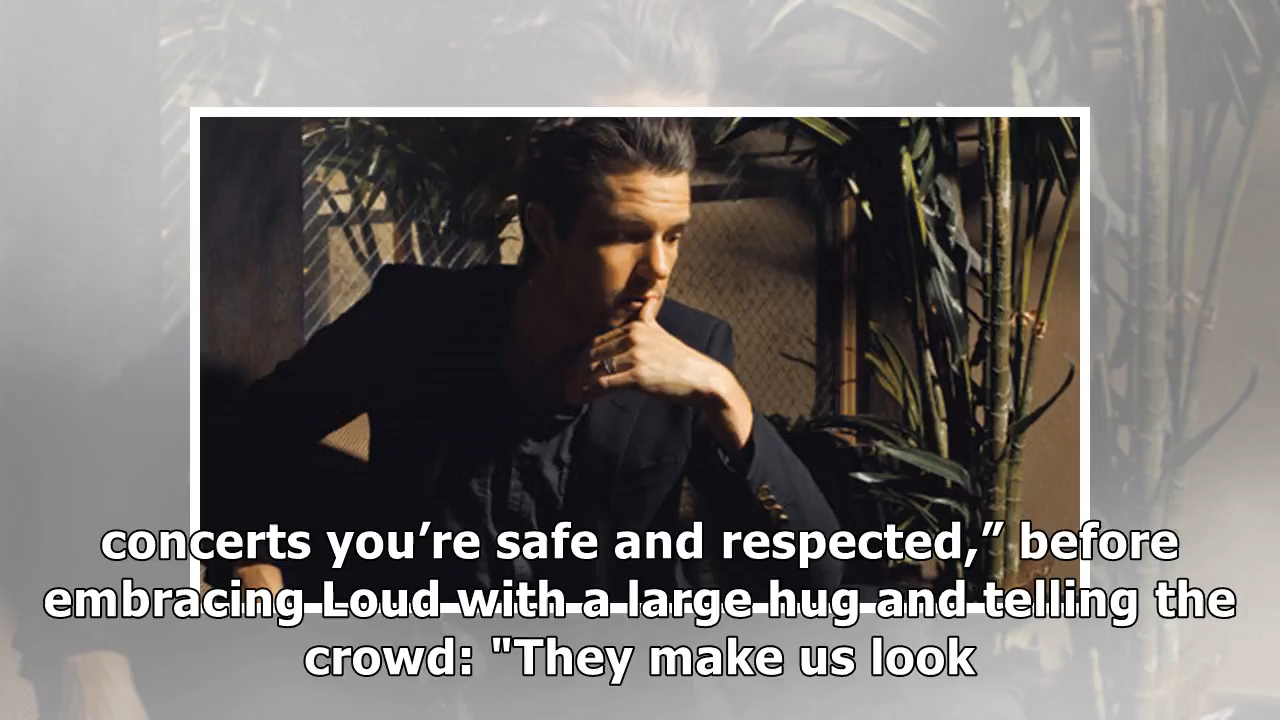 concerts you’re safe and respected,” before
embracing Loud with a large hug and telling the
crowd: "They make us look